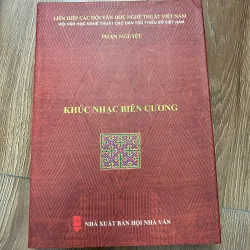 LIÊN HIỆP CÁC HỘI VĂN HỌC NGHỆ THUẬT VIỆT NAM
HỘI VĂN HỌC NGHỆ THUẬT CÁC DÂN TỘC THIỂU SỐ VIỆT NAM
PHAN NGUYỆT
KHÚC NHẠC BIÊN CƯƠNG
NHÀ XUẤT BẢN HỘI NHÀ VĂN